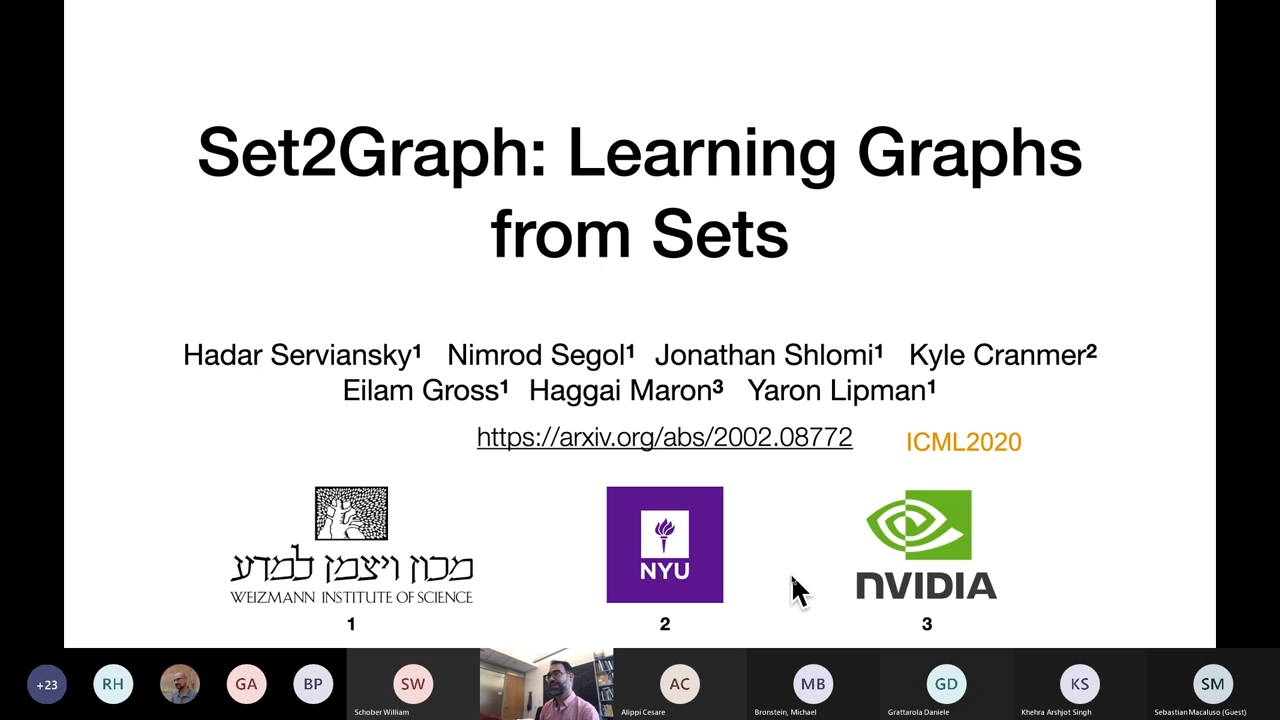 Set2Graph: Learning Graphs
from Sets
Hadar Serviansky¹ Nimrod Segol¹ Jonathan Shlomi¹ Kyle Cranmer²
Eilam Gross¹ Haggai Maron³ Yaron Lipman¹
https://arxiv.org/abs/2002.08772 ICML2020
מכון ויצמן למדע
WEIZMANN INSTITUTE OF SCIENCE
NYU
NVIDIA
1 2 3
+23 RH GA BP SW AC MB GD KS SM
Schober William Alippi Cesare Bronstein, Michael Grattarola Daniele Khehra Arshjot Singh Sebastian Macaluso (Guest)